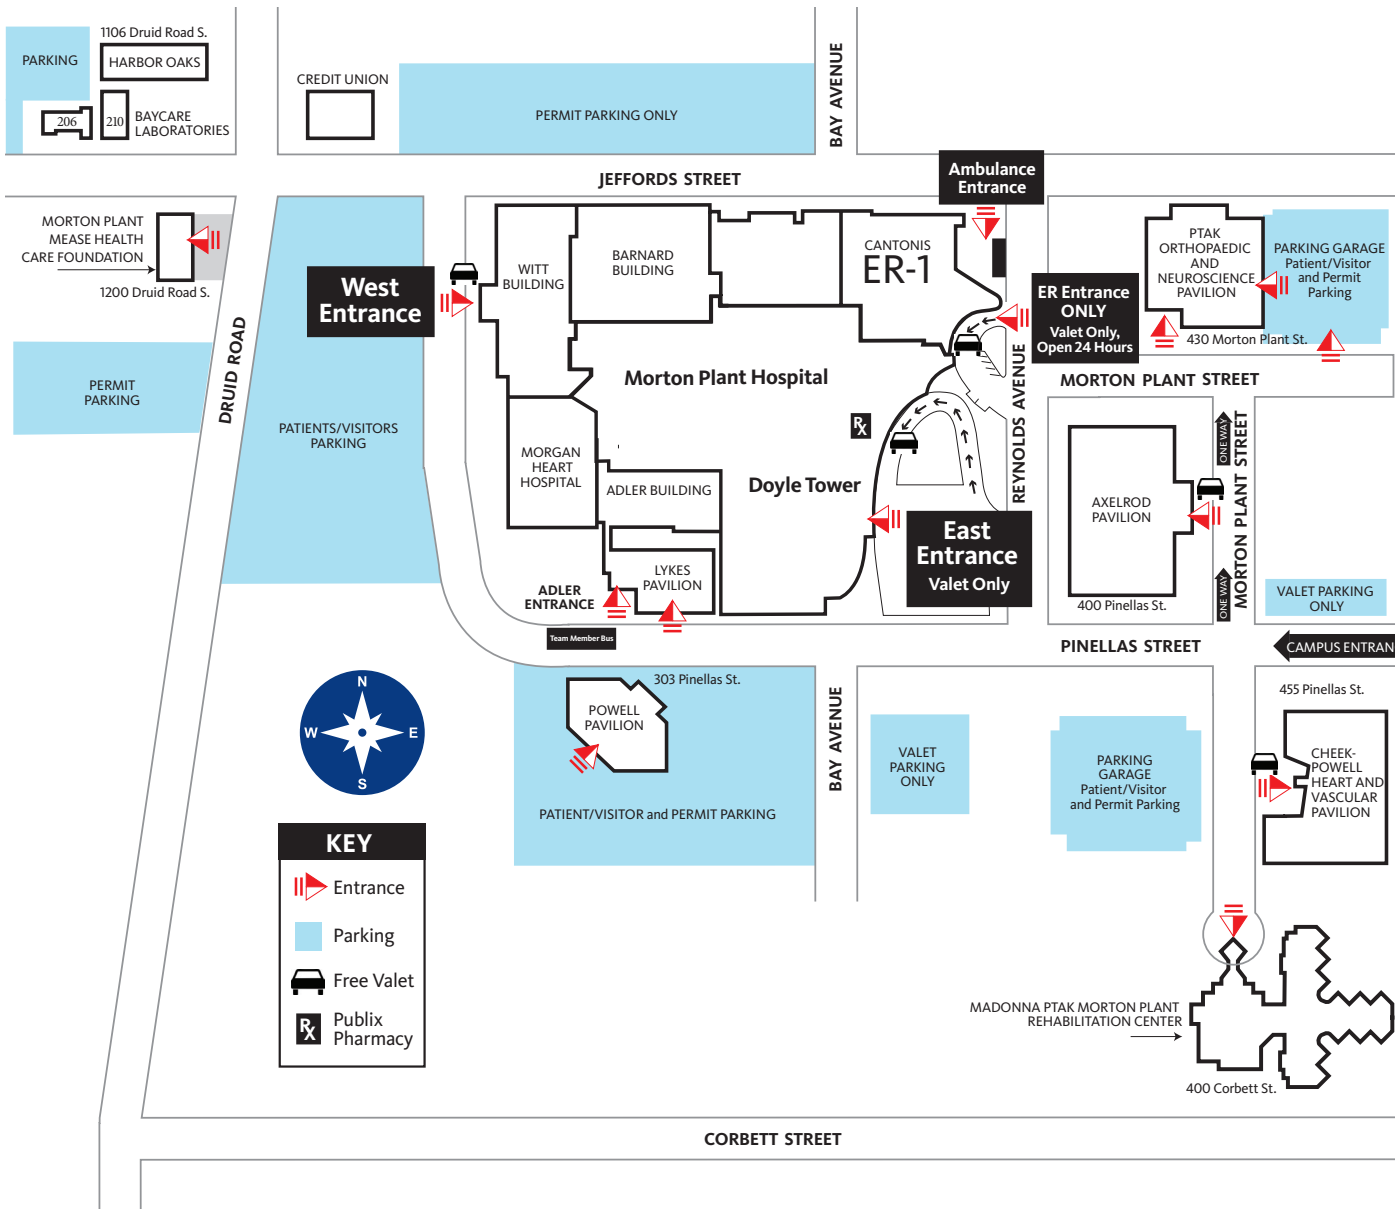 1106 Druid Road S.
PARKING
HARBOR OAKS
206
210
BAYCARE
LABORATORIES
CREDIT UNION
PERMIT PARKING ONLY
BAY AVENUE
JEFFORDS STREET
Ambulance
Entrance
MORTON PLANT
MEASE HEALTH
CARE FOUNDATION
1200 Druid Road S.
DRUID ROAD
PERMIT
PARKING
PATIENTS/VISITORS
PARKING
West
Entrance
WITT
BUILDING
BARNARD
BUILDING
CANTONIS
ER-1
ER Entrance
ONLY
Valet Only,
Open 24 Hours
PTAK
ORTHOPAEDIC
AND
NEUROSCIENCE
PAVILION
PARKING GARAGE
Patient/Visitor
and Permit
Parking
430 Morton Plant St.
Morton Plant Hospital
MORTON PLANT STREET
REYNOLDS AVENUE
Rx
MORGAN
HEART
HOSPITAL
ADLER BUILDING
Doyle Tower
East
Entrance
Valet Only
AXELROD
PAVILION
400 Pinellas St.
ONE WAY
ONE WAY
MORTON PLANT STREET
VALET PARKING
ONLY
LYKES
PAVILION
ADLER
ENTRANCE
Team Member Bus
PINELLAS STREET
CAMPUS ENTRAN
303 Pinellas St.
POWELL
PAVILION
PATIENT/VISITOR and PERMIT PARKING
BAY AVENUE
VALET
PARKING
ONLY
PARKING
GARAGE
Patient/Visitor
and Permit Parking
455 Pinellas St.
CHEEK-
POWELL
HEART AND
VASCULAR
PAVILION
N
W
E
S
KEY
Entrance
Parking
Free Valet
Rx
Publix
Pharmacy
MADONNA PTAK MORTON PLANT
REHABILITATION CENTER
400 Corbett St.
CORBETT STREET